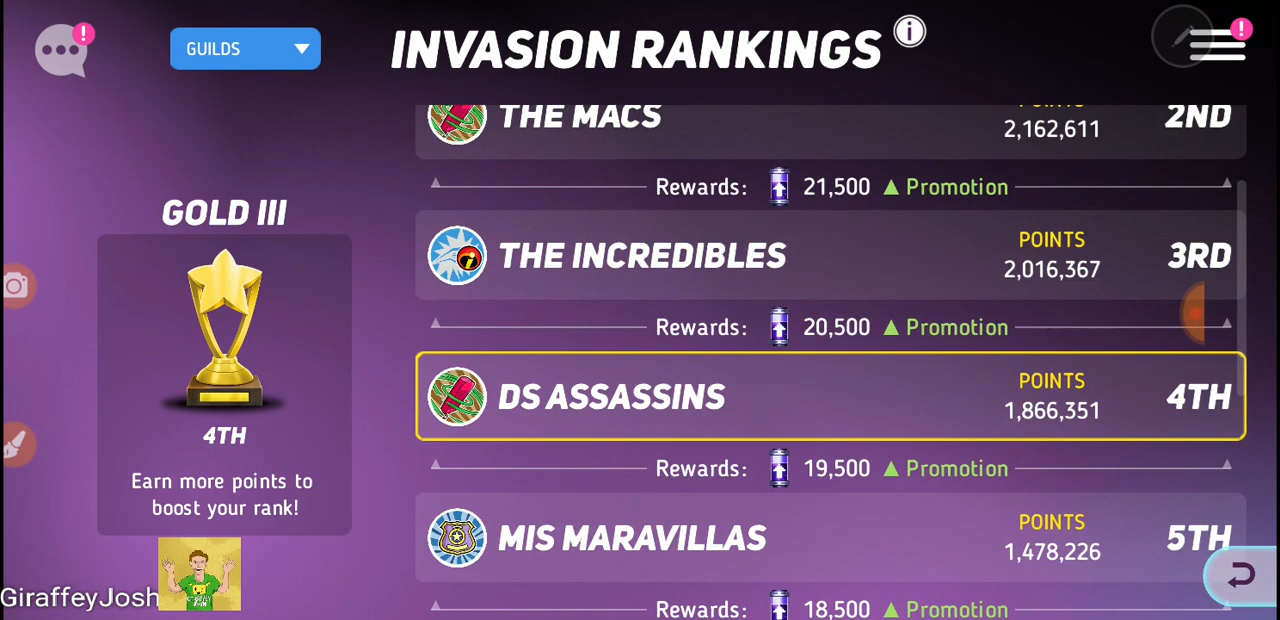 GUILDS
INVASION RANKINGS
THE MACS
POINTS
2,162,611
2ND
Rewards: 21,500 Promotion
THE INCREDIBLES
POINTS
2,016,367
3RD
Rewards: 20,500 Promotion
DS ASSASSINS
POINTS
1,866,351
4TH
Rewards: 19,500 Promotion
MIS MARAVILLAS
POINTS
1,478,226
5TH
Rewards: 18,500 Promotion
GOLD III
4TH
Earn more points to
boost your rank!
GiraffeyJosh